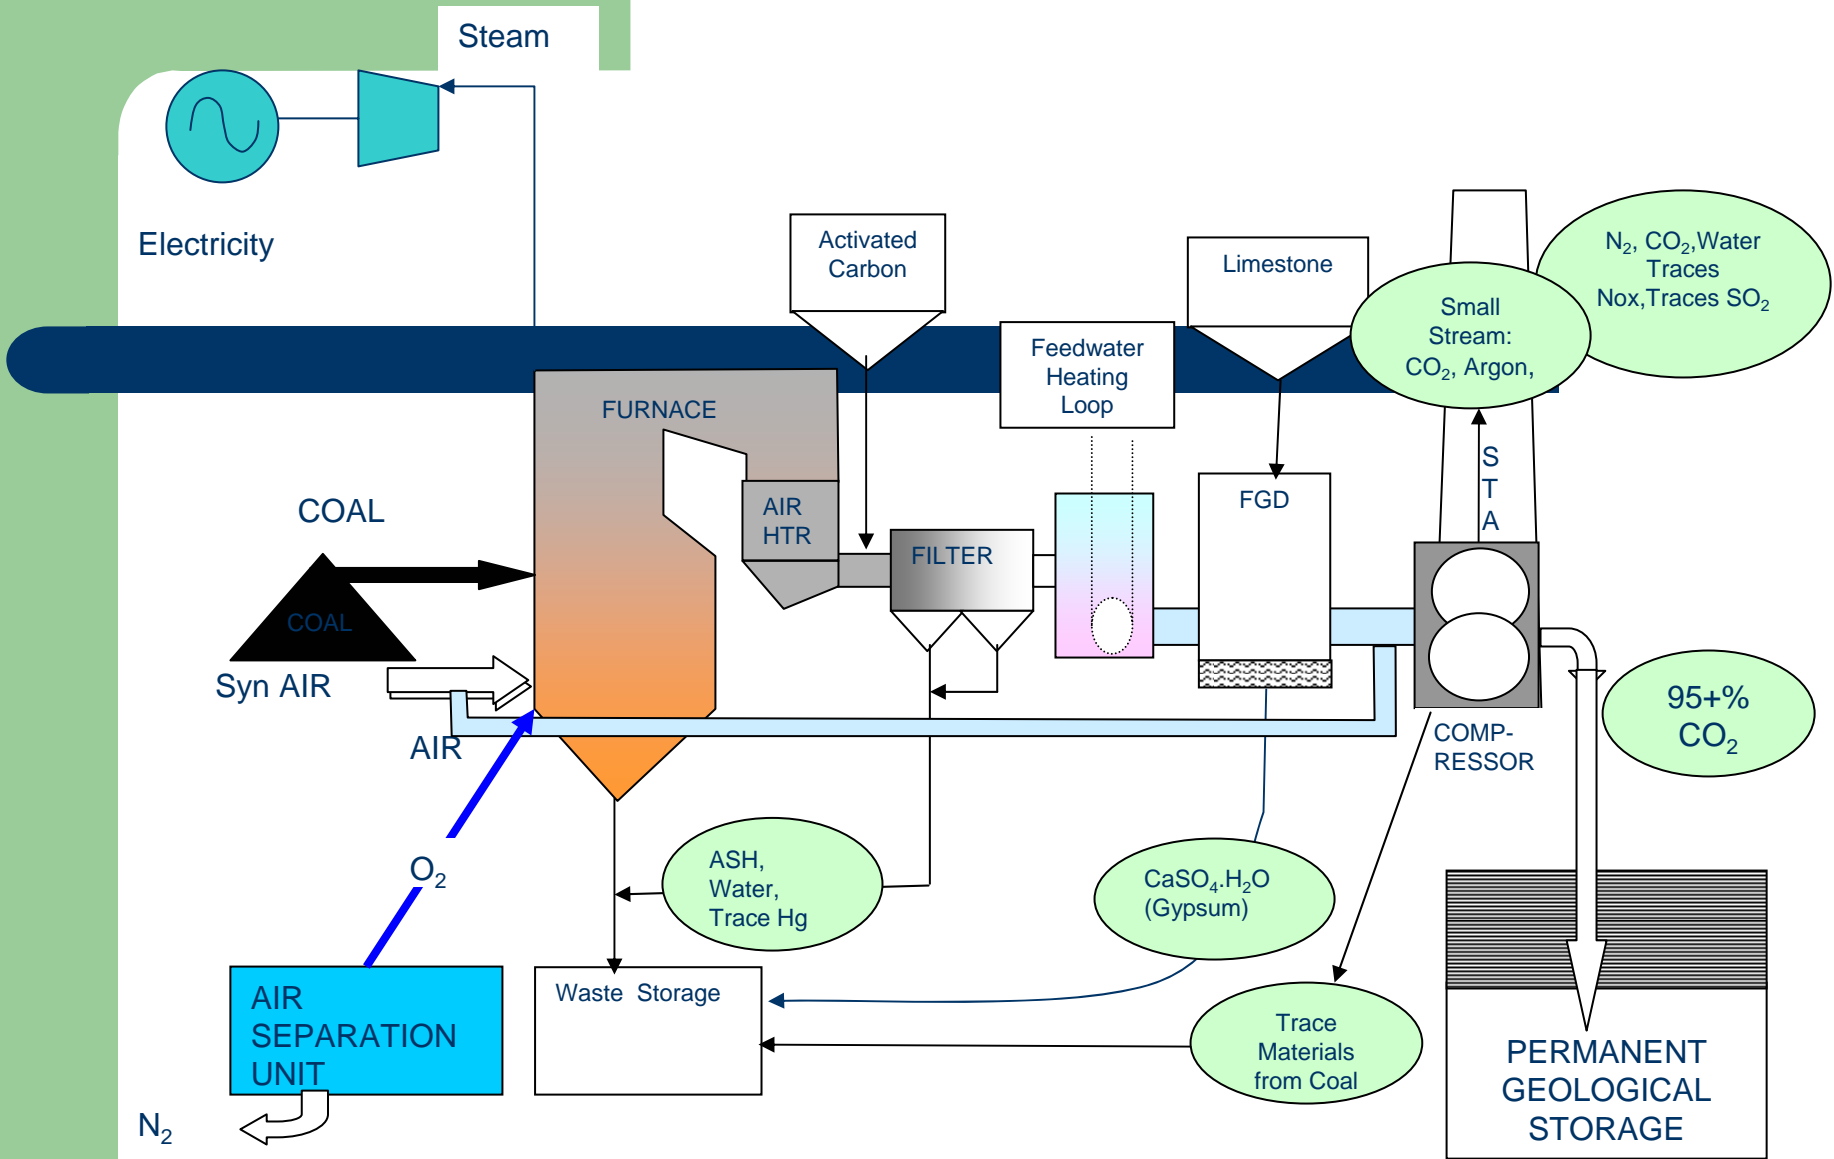 Steam
Electricity
Activated
Carbon
Limestone
N₂, CO₂,Water
Traces
Nox,Traces SO₂
Small
Stream:
CO₂, Argon,
Feedwater
Heating
Loop
FURNACE
S
T
A
COAL
AIR
HTR
FGD
FILTER
COAL
Syn AIR
AIR
95+%
CO₂
COMP-
RESSOR
O₂
ASH,
Water,
Trace Hg
CaSO₄.H₂O
(Gypsum)
AIR
SEPARATION
UNIT
Waste Storage
Trace
Materials
from Coal
PERMANENT
GEOLOGICAL
STORAGE
N₂